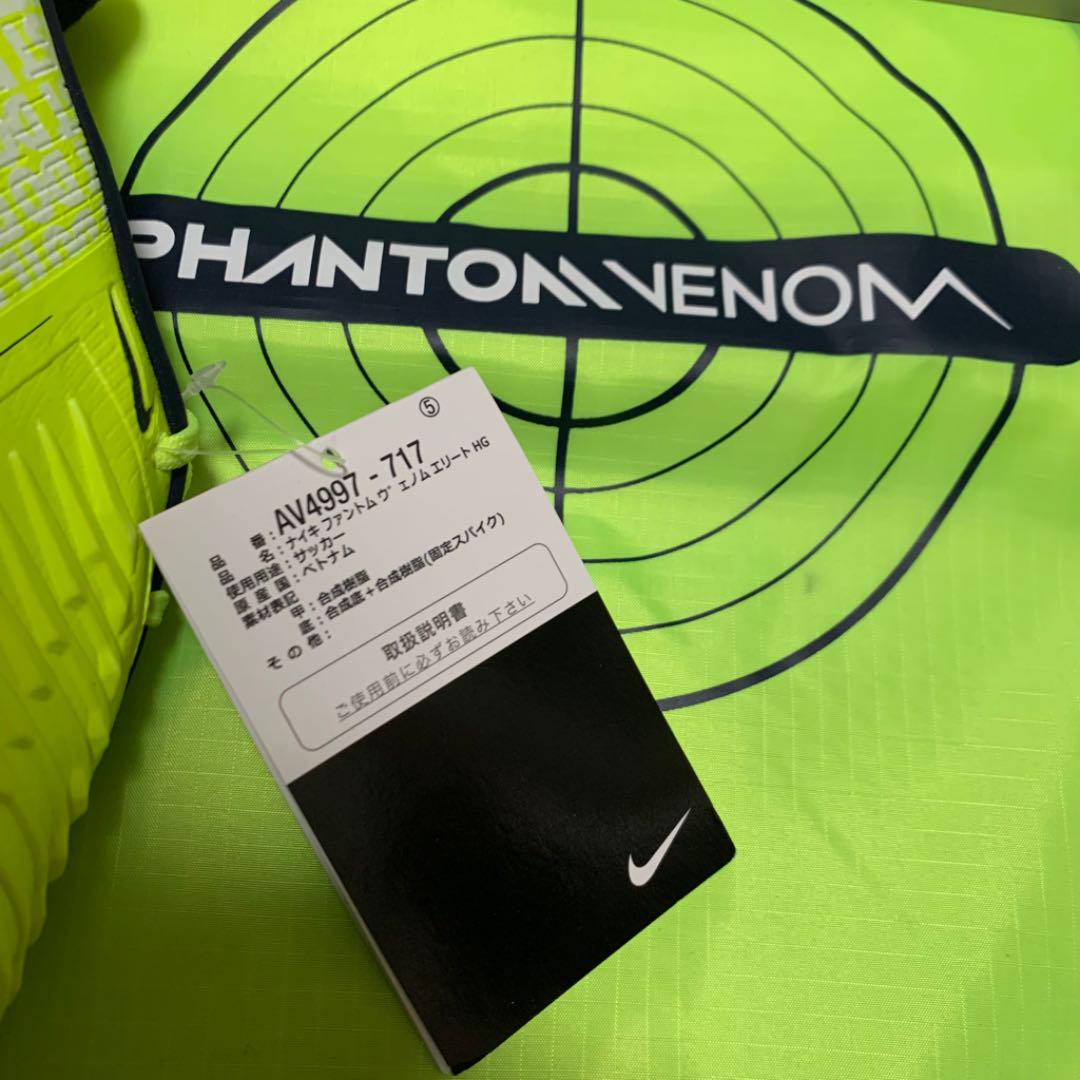 PHANTOM VENOM
⑤
品番：AV4997 - 717
品名：ナイキ ファントム ヴェノム エリート HG
使用用途：サッカー
原産国：ベトナム
素材表記
甲：合成樹脂
底：合成底＋合成樹脂(固定スパイク)
その他：
取扱説明書
ご使用前に必ずお読み下さい